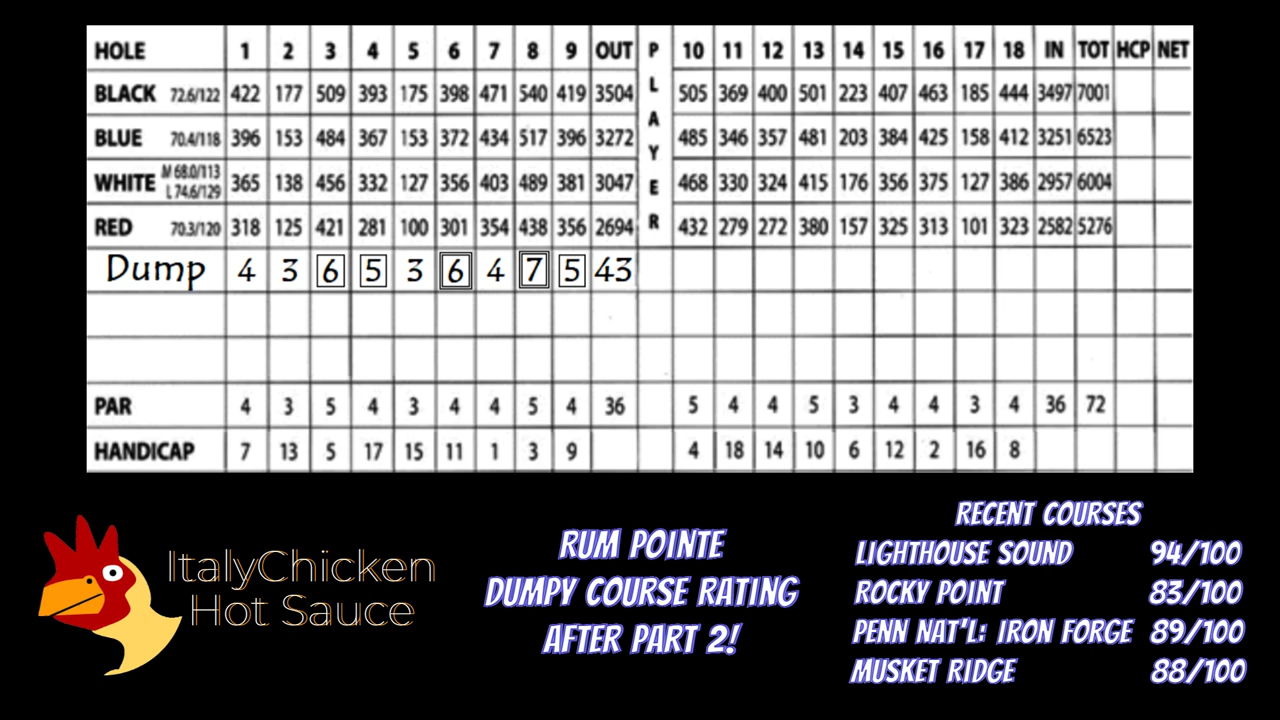 HOLE 1 2 3 4 5 6 7 8 9 OUT PLAYER 10 11 12 13 14 15 16 17 18 IN TOT HCP NET
BLACK 72.6/122 422 177 509 393 175 398 471 540 419 3504 505 369 400 501 223 407 463 185 444 3497 7001
BLUE 70.4/118 396 153 484 367 153 372 434 517 396 3272 485 346 357 481 203 384 425 158 412 3251 6523
WHITE M 68.0/113 L 74.6/129 365 138 456 332 127 356 403 489 381 3047 468 330 324 415 176 356 375 127 386 2957 6004
RED 70.3/120 318 125 421 281 100 301 354 438 356 2694 432 279 272 380 157 325 313 101 323 2582 5276
Dump 4 3 6 5 3 6 4 7 5 43
PAR 4 3 5 4 3 4 4 5 4 36 5 4 4 5 3 4 4 3 4 36 72
HANDICAP 7 13 5 17 15 11 1 3 9 4 18 14 10 6 12 2 16 8
ItalyChicken
Hot Sauce
RUM POINTE
DUMPY COURSE RATING
AFTER PART 2!
RECENT COURSES
LIGHTHOUSE SOUND 94/100
ROCKY POINT 83/100
PENN NAT'L: IRON FORGE 89/100
MUSKET RIDGE 88/100